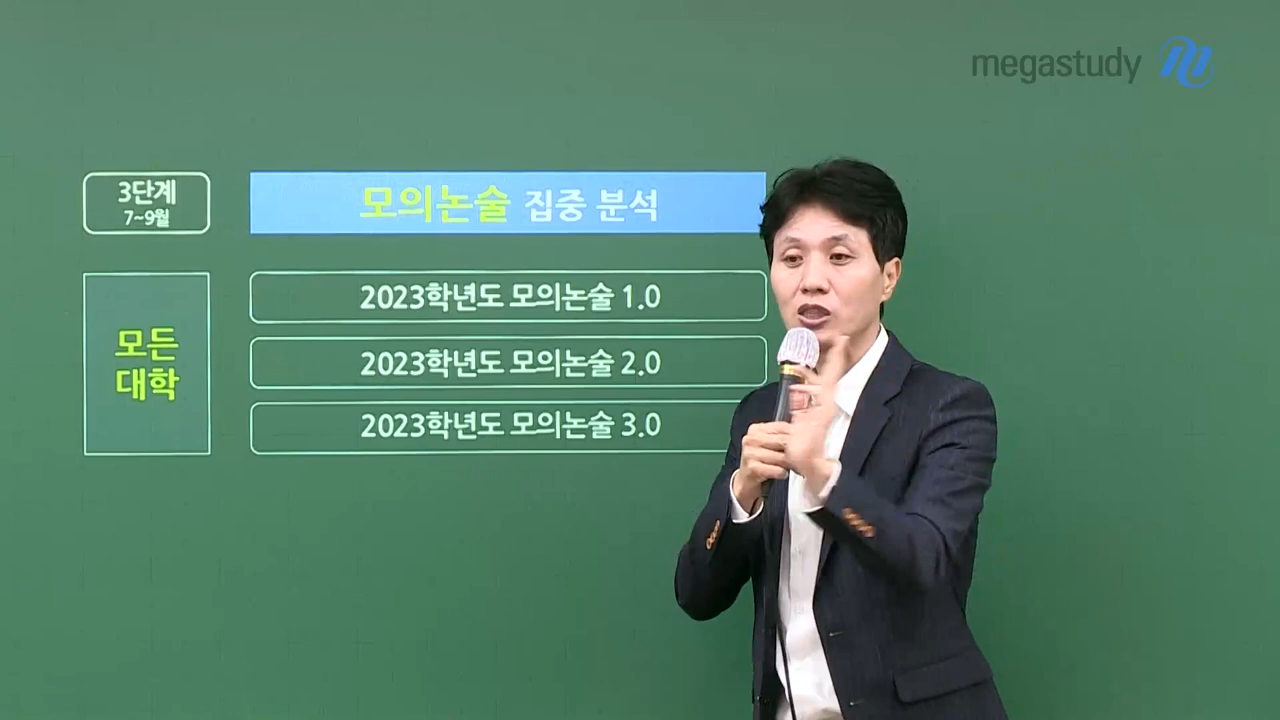 megastudy
3단계
7~9월
모의논술 집중 분석
모든
대학
2023학년도 모의논술 1.0
2023학년도 모의논술 2.0
2023학년도 모의논술 3.0